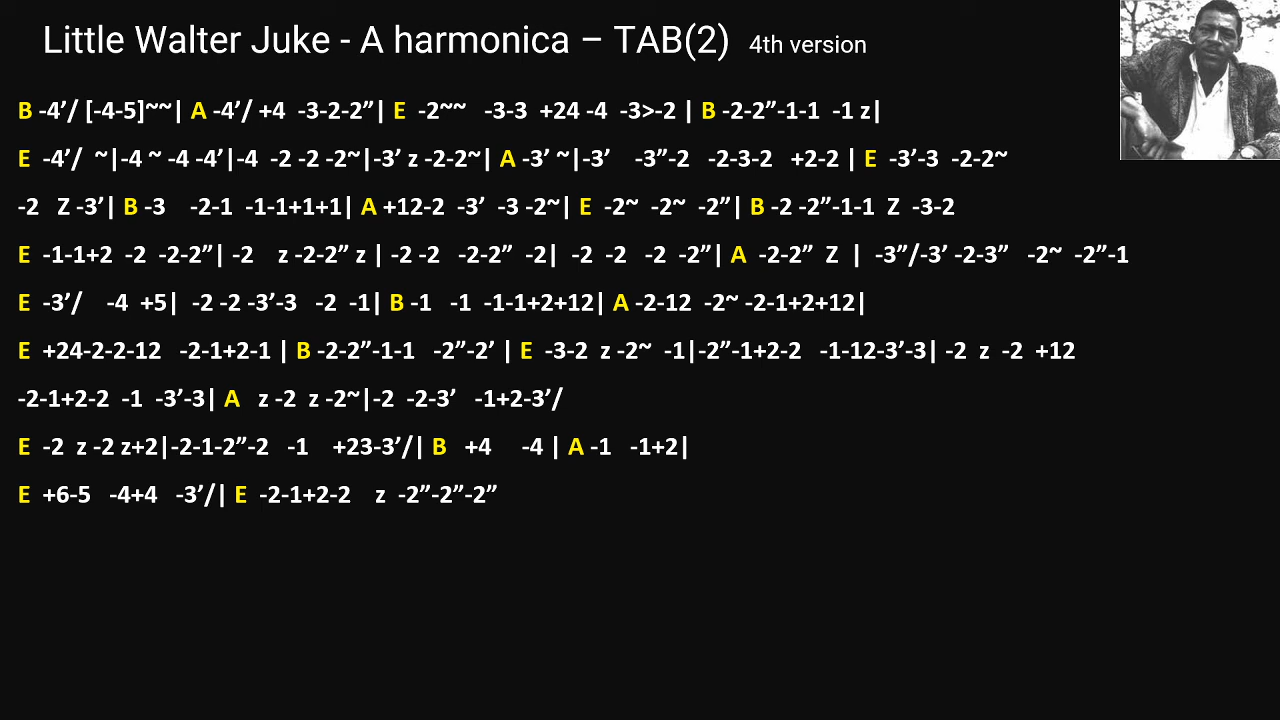 Little Walter Juke - A harmonica – TAB(2) 4th version
B -4’/ [-4-5]~~| A -4’/ +4 -3-2-2”| E -2~~ -3-3 +24 -4 -3>-2 | B -2-2”-1-1 -1 z|
E -4’/ ~|-4 ~ -4 -4’|-4 -2 -2 -2~|-3’ z -2-2~| A -3’ ~|-3’ -3”-2 -2-3-2 +2-2 | E -3’-3 -2-2~
-2 Z -3’| B -3 -2-1 -1-1+1+1| A +12-2 -3’ -3 -2~| E -2~ -2~ -2”| B -2 -2”-1-1 Z -3-2
E -1-1+2 -2 -2-2”| -2 z -2-2” z | -2 -2 -2-2” -2| -2 -2 -2 -2”| A -2-2” Z | -3”/-3’ -2-3” -2~ -2”-1
E -3’/ -4 +5| -2 -2 -3’-3 -2 -1| B -1 -1 -1-1+2+12| A -2-12 -2~ -2-1+2+12|
E +24-2-2-12 -2-1+2-1 | B -2-2”-1-1 -2”-2’ | E -3-2 z -2~ -1|-2”-1+2-2 -1-12-3’-3| -2 z -2 +12
-2-1+2-2 -1 -3’-3| A z -2 z -2~|-2 -2-3’ -1+2-3’/
E -2 z -2 z+2|-2-1-2”-2 -1 +23-3’/| B +4 -4 | A -1 -1+2|
E +6-5 -4+4 -3’/| E -2-1+2-2 z -2”-2”-2”